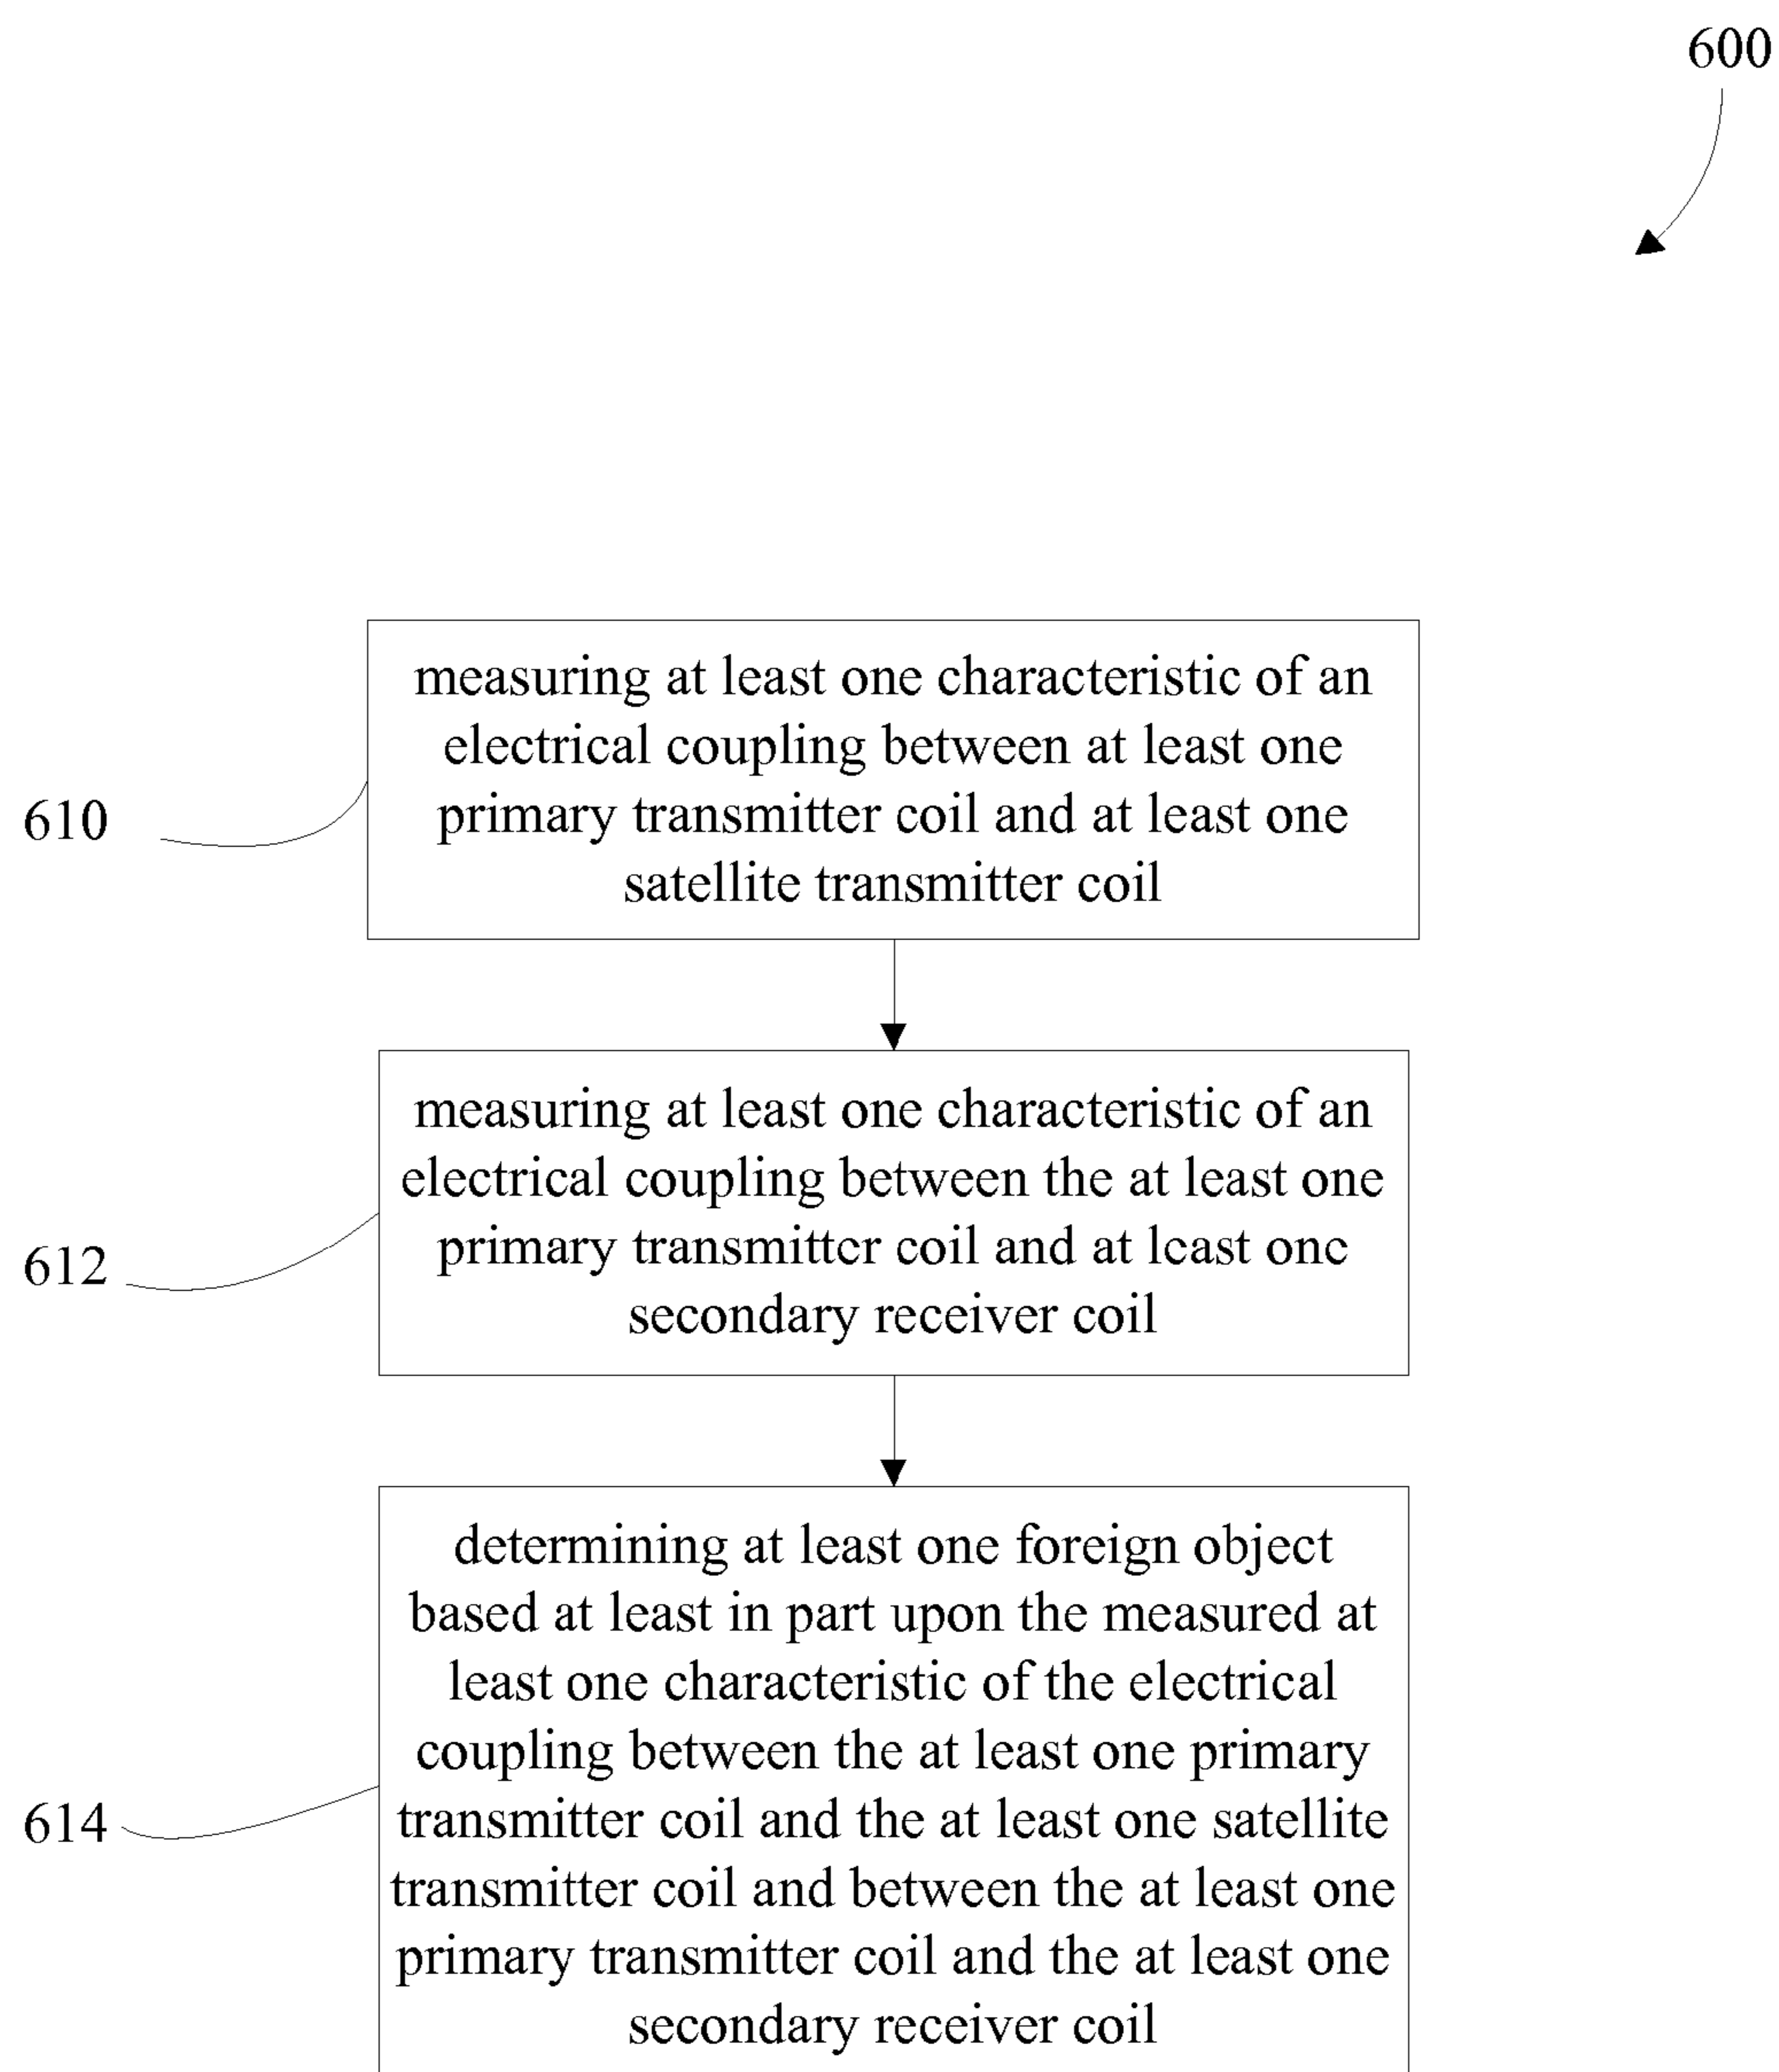 600
measuring at least one characteristic of an
electrical coupling between at least one
primary transmitter coil and at least one
satellite transmitter coil
610
measuring at least one characteristic of an
electrical coupling between the at least one
primary transmitter coil and at least one
secondary receiver coil
612
determining at least one foreign object
based at least in part upon the measured at
least one characteristic of the electrical
coupling between the at least one primary
transmitter coil and the at least one satellite
transmitter coil and between the at least one
primary transmitter coil and the at least one
secondary receiver coil
614